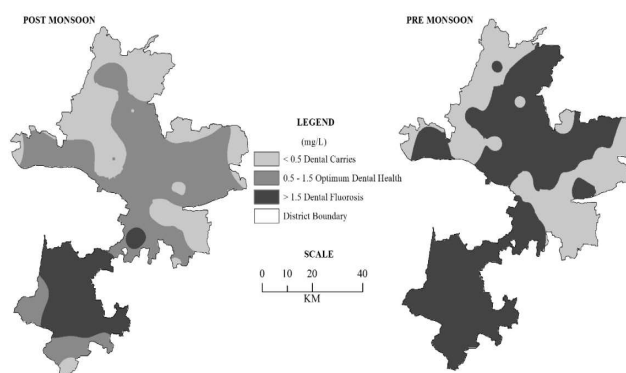 POST MONSOON
PRE MONSOON
LEGEND
(mg/L)
< 0.5 Dental Carries
0.5 - 1.5 Optimum Dental Health
> 1.5 Dental Fluorosis
District Boundary
SCALE
0 10 20 40
KM